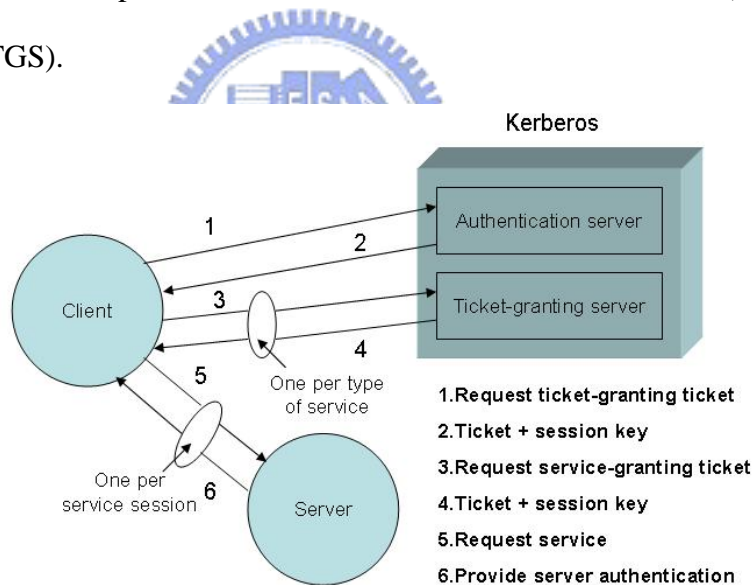 TGS).
Kerberos
Authentication server
Ticket-granting server
Client
Server
1
2
3
4
5
6
One per type
of service
One per
service session
1.Request ticket-granting ticket
2.Ticket + session key
3.Request service-granting ticket
4.Ticket + session key
5.Request service
6.Provide server authentication